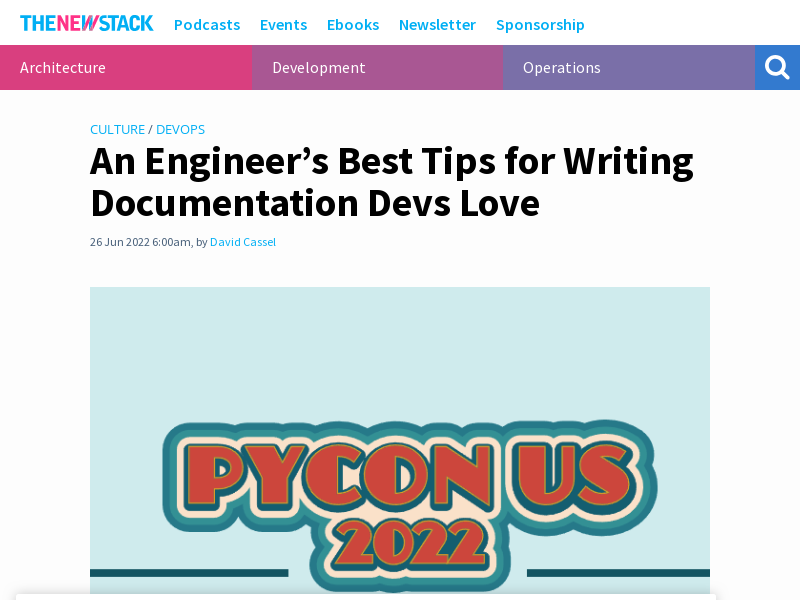 THENEWSTACK Podcasts Events Ebooks Newsletter Sponsorship
Architecture Development Operations
CULTURE / DEVOPS
An Engineer’s Best Tips for Writing
Documentation Devs Love
26 Jun 2022 6:00am, by David Cassel
PYCON US
2022